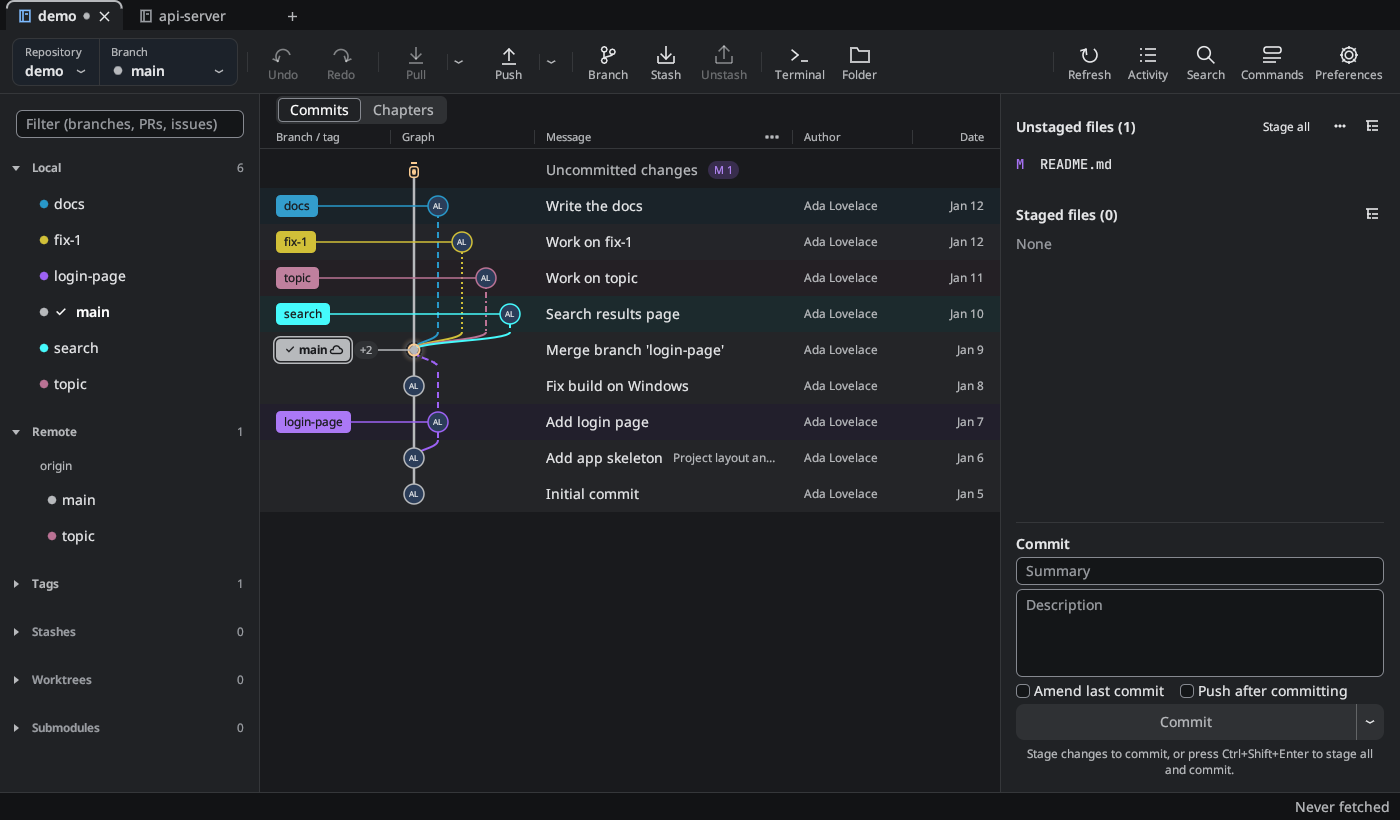 demo
api-server
Repository
demo
Branch
main
Undo
Redo
Pull
Push
Branch
Stash
Unstash
Terminal
Folder
Refresh
Activity
Search
Commands
Preferences
Filter (branches, PRs, issues)
Local 6
docs
fix-1
login-page
main
search
topic
Remote 1
origin
main
topic
Tags 1
Stashes 0
Worktrees 0
Submodules 0
Commits Chapters
Branch / tag Graph Message Author Date
Uncommitted changes M 1
docs AL Write the docs Ada Lovelace Jan 12
fix-1 AL Work on fix-1 Ada Lovelace Jan 12
topic AL Work on topic Ada Lovelace Jan 11
search AL Search results page Ada Lovelace Jan 10
main +2 Merge branch 'login-page' Ada Lovelace Jan 9
AL Fix build on Windows Ada Lovelace Jan 8
login-page AL Add login page Ada Lovelace Jan 7
AL Add app skeleton Project layout an... Ada Lovelace Jan 6
AL Initial commit Ada Lovelace Jan 5
Unstaged files (1) Stage all
M README.md
Staged files (0)
None
Commit
Summary
Description
Amend last commit Push after committing
Commit
Stage changes to commit, or press Ctrl+Shift+Enter to stage all
and commit.
Never fetched